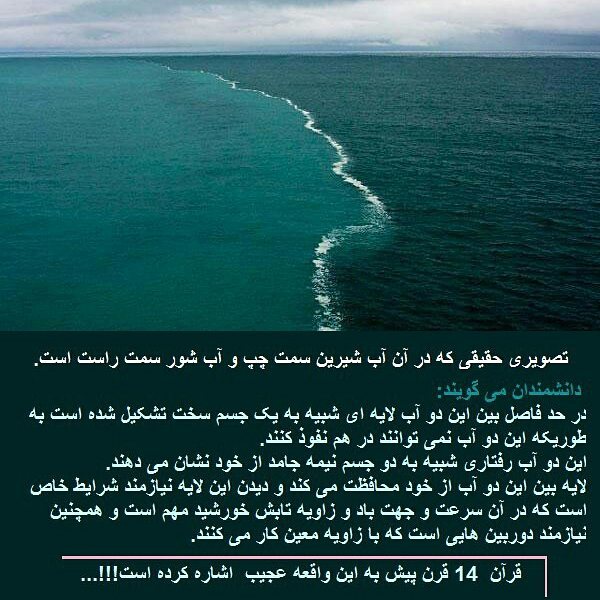 تصویری حقیقی که در آن آب شیرین سمت چپ و آب شور سمت راست است.
دانشمندان می گویند:
در حد فاصل بین این دو آب لایه ای شبیه به یک جسم سخت تشکیل شده است به
طوریکه این دو آب نمی توانند در هم نفوذ کنند.
این دو آب رفتاری شبیه به دو جسم نیمه جامد از خود نشان می دهند.
لایه بین این دو آب از خود محافظت می کند و دیدن این لایه نیازمند شرایط خاص
است که در آن سرعت و جهت باد و زاویه تابش خورشید مهم است و همچنین
نیازمند دوربین هایی است که با زاویه معین کار می کنند.
قرآن 14 قرن پیش به این واقعه عجیب اشاره کرده است!!!...